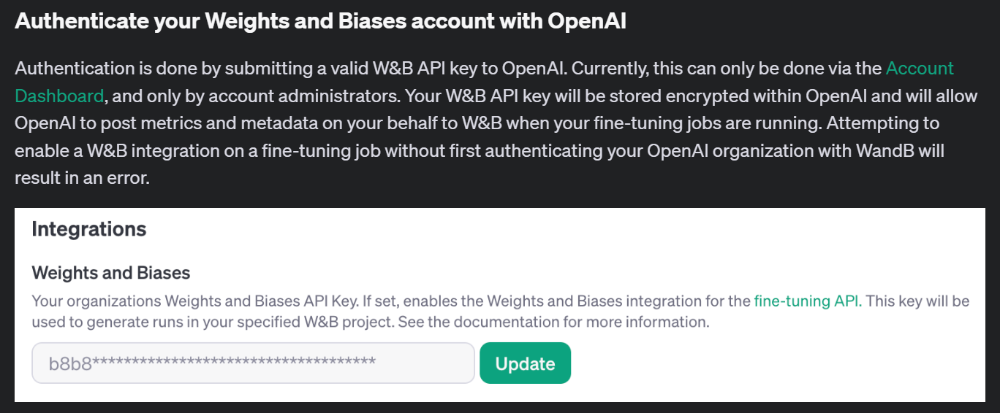 Authenticate your Weights and Biases account with OpenAI
Authentication is done by submitting a valid W&B API key to OpenAI. Currently, this can only be done via the Account
Dashboard, and only by account administrators. Your W&B API key will be stored encrypted within OpenAI and will allow
OpenAI to post metrics and metadata on your behalf to W&B when your fine-tuning jobs are running. Attempting to
enable a W&B integration on a fine-tuning job without first authenticating your OpenAI organization with WandB will
result in an error.
Integrations
Weights and Biases
Your organizations Weights and Biases API Key. If set, enables the Weights and Biases integration for the fine-tuning API. This key will be
used to generate runs in your specified W&B project. See the documentation for more information.
b8b8************************************ Update